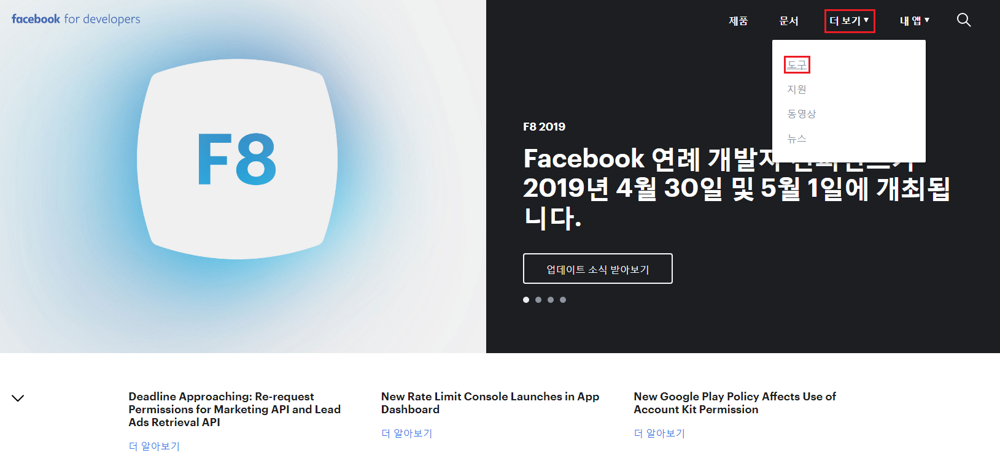 facebook for developers
제품
문서
더 보기 ▼
내 앱 ▼
도구
지원
동영상
뉴스
F8
F8 2019
Facebook 연례 개발자
2019년 4월 30일 및 5월 1일에 개최됩
니다.
업데이트 소식 받아보기
Deadline Approaching: Re-request
Permissions for Marketing API and Lead
Ads Retrieval API
더 알아보기
New Rate Limit Console Launches in App
Dashboard
더 알아보기
New Google Play Policy Affects Use of
Account Kit Permission
더 알아보기